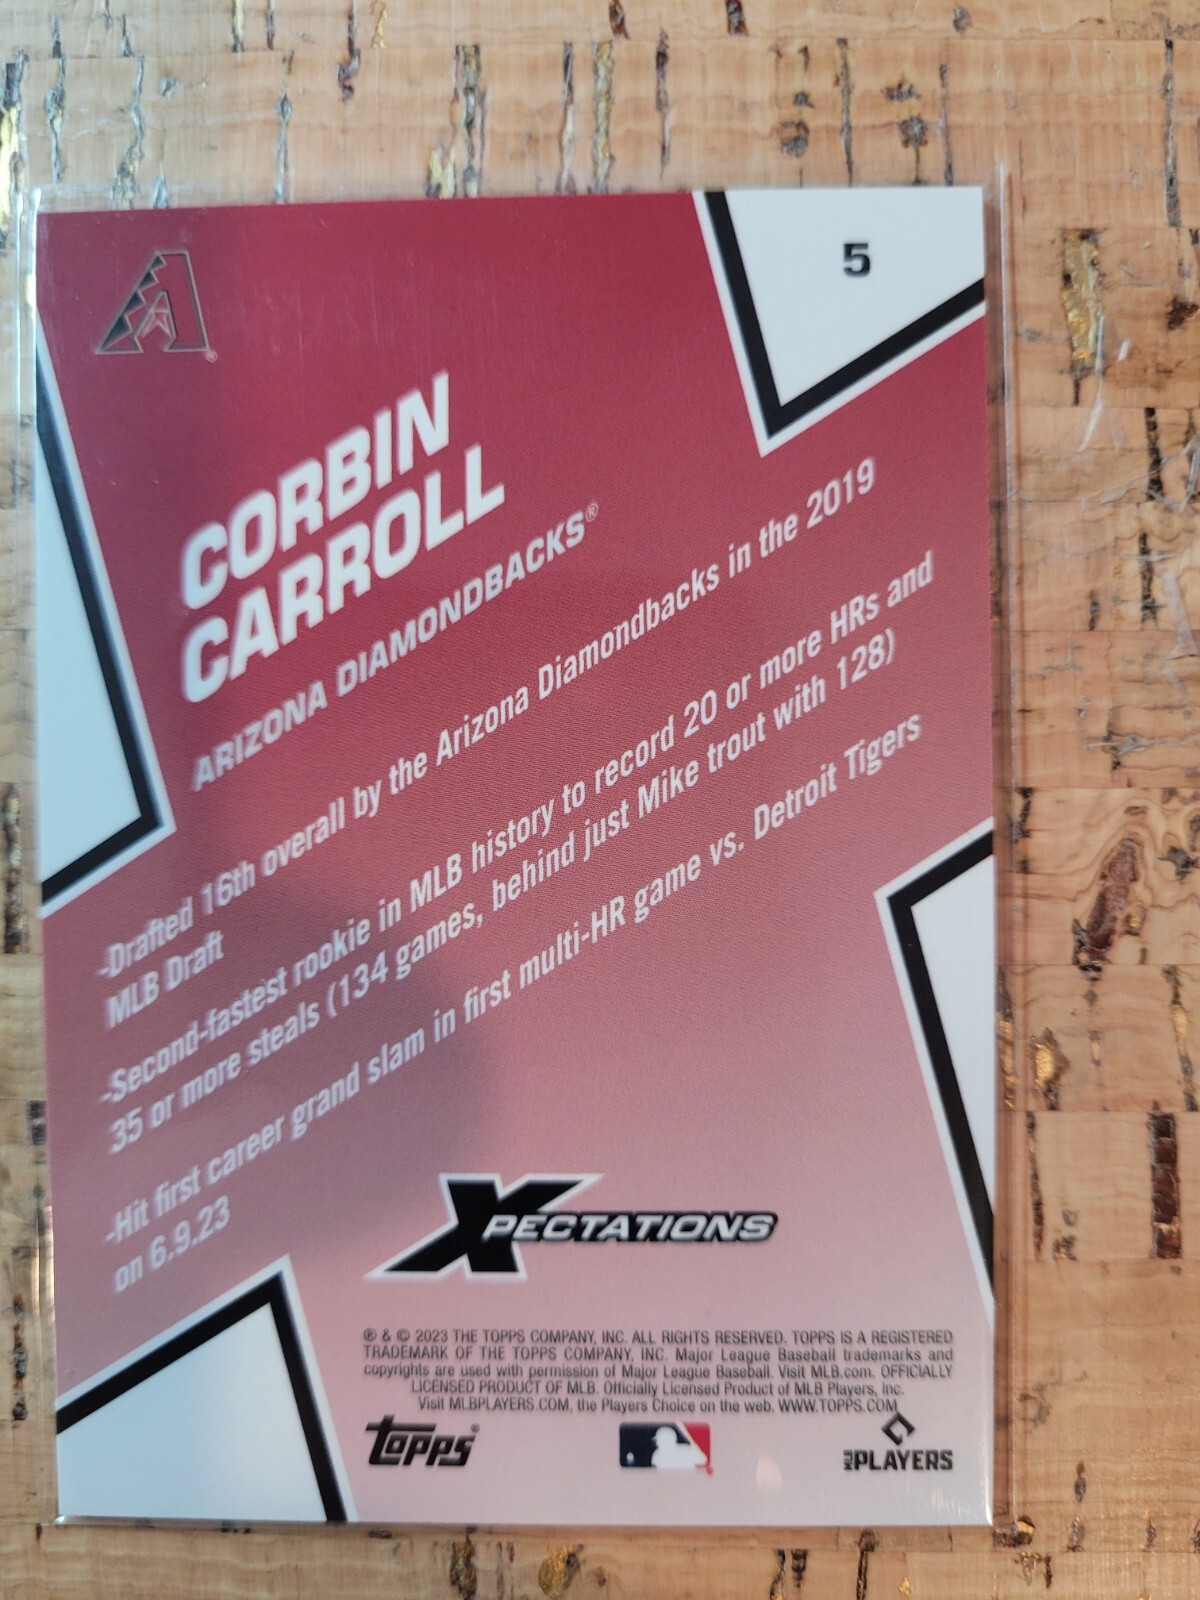 5
CORBIN
CARROLL
ARIZONA DIAMONDBACKS®
-Drafted 16th overall by the Arizona Diamondbacks in the 2019
MLB Draft
-Second-fastest rookie in MLB history to record 20 or more HRs and
35 or more steals (134 games, behind just Mike trout with 128)
-Hit first career grand slam in first multi-HR game vs. Detroit Tigers
on 6.9.23
XPECTATIONS
® & © 2023 THE TOPPS COMPANY, INC. ALL RIGHTS RESERVED. TOPPS IS A REGISTERED
TRADEMARK OF THE TOPPS COMPANY, INC. Major League Baseball trademarks and
copyrights are used with permission of Major League Baseball. Visit MLB.com. OFFICIALLY
LICENSED PRODUCT OF MLB. Officially Licensed Product of MLB Players, Inc.
Visit MLBPLAYERS.COM, the Players Choice on the web. WWW.TOPPS.COM
topps®
MLB PLAYERS